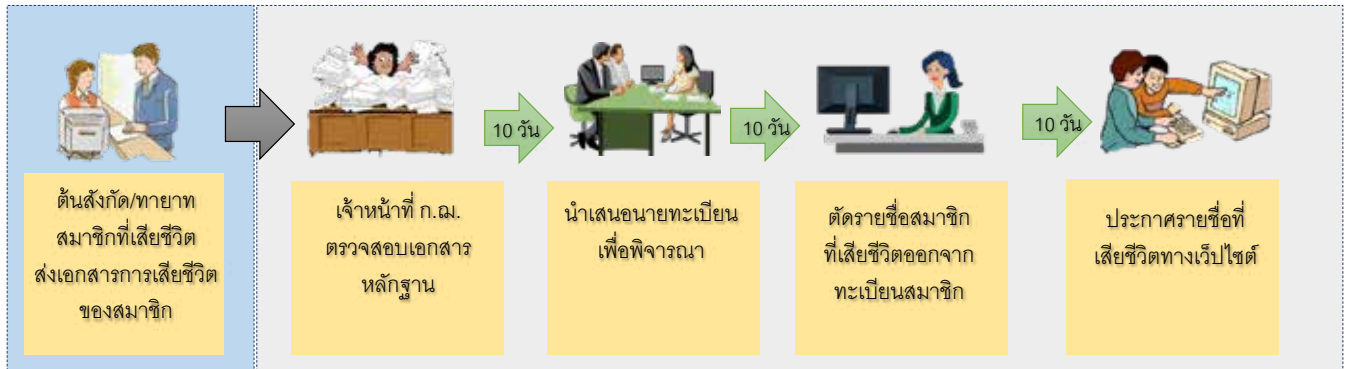 ต้นสังกัด/ทายาท
สมาชิกที่เสียชีวิต
ส่งเอกสารการเสียชีวิต
ของสมาชิก
เจ้าหน้าที่ ก.ฌ.
ตรวจสอบเอกสาร
หลักฐาน
10 วัน
นำเสนอนายทะเบียน
เพื่อพิจารณา
10 วัน
ตัดรายชื่อสมาชิก
ที่เสียชีวิตออกจาก
ทะเบียนสมาชิก
10 วัน
ประกาศรายชื่อที่
เสียชีวิตทางเว็ปไซต์